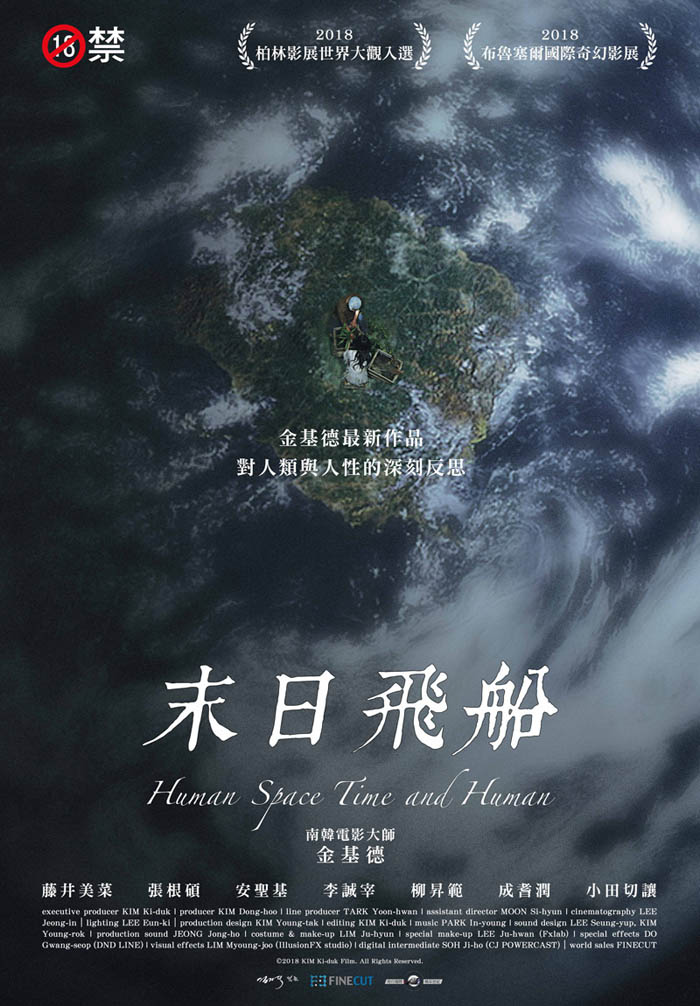 18 禁
2018
柏林影展世界大觀入選
2018
布魯塞爾國際奇幻影展
金基德最新作品
對人類與人性的深刻反思
末日飛船
Human Space Time and Human
南韓電影大師
金基德
藤井美菜 張根碩 安聖基 李誠宰 柳昇範 成耆潤 小田切讓
executive producer KIM Ki-duk | producer KIM Dong-hoo | line producer TARK Yoon-hwan | assistant director MOON Si-hyun | cinematography LEE
Jeong-in | lighting LEE Eun-ki | production design KIM Young-tak | editing KIM Ki-duk | music PARK In-young | sound design LEE Seung-yup, KIM
Young-rok | production sound JEONG Jong-ho | costume & make-up LIM Ju-hyun | special make-up LEE Ju-hwan (Fxlab) | special effects DO
Gwang-seop (DND LINE) | visual effects LIM Myoung-joo (IllusionFX studio) | digital intermediate SOH Ji-ho (CJ POWERCAST) | world sales FINECUT
©2018 KIM Ki-duk Film. All Rights Reserved.
FINECUT